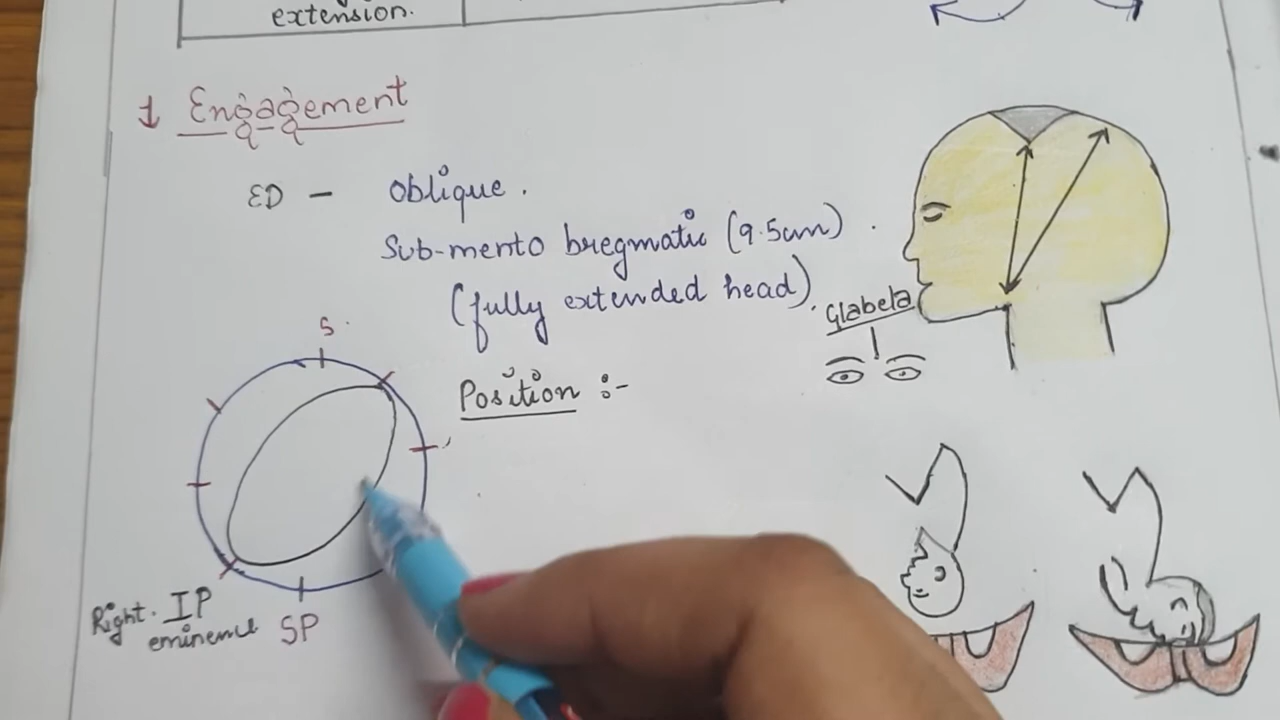 extension.
1 Engagement
ED - Oblique.
Sub-mento bregmatic (9.5cm).
(fully extended head).
Glabela
S
Position :-
Right. IP
eminence
SP